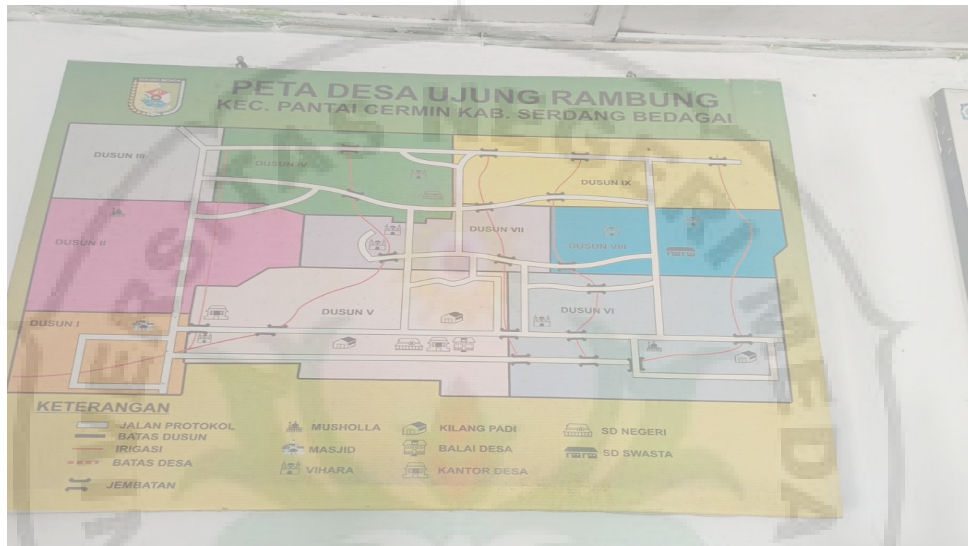 PETA DESA UJUNG RAMBUNG
KEC. PANTAI CERMIN KAB. SERDANG BEDAGAI
DUSUN III
DUSUN IV
DUSUN IX
DUSUN II
DUSUN VII
DUSUN VIII
DUSUN V
DUSUN VI
DUSUN I
KETERANGAN
JALAN PROTOKOL
BATAS DUSUN
IRIGASI
BATAS DESA
JEMBATAN
MUSHOLLA
MASJID
VIHARA
KILANG PADI
BALAI DESA
KANTOR DESA
SD NEGERI
SD SWASTA